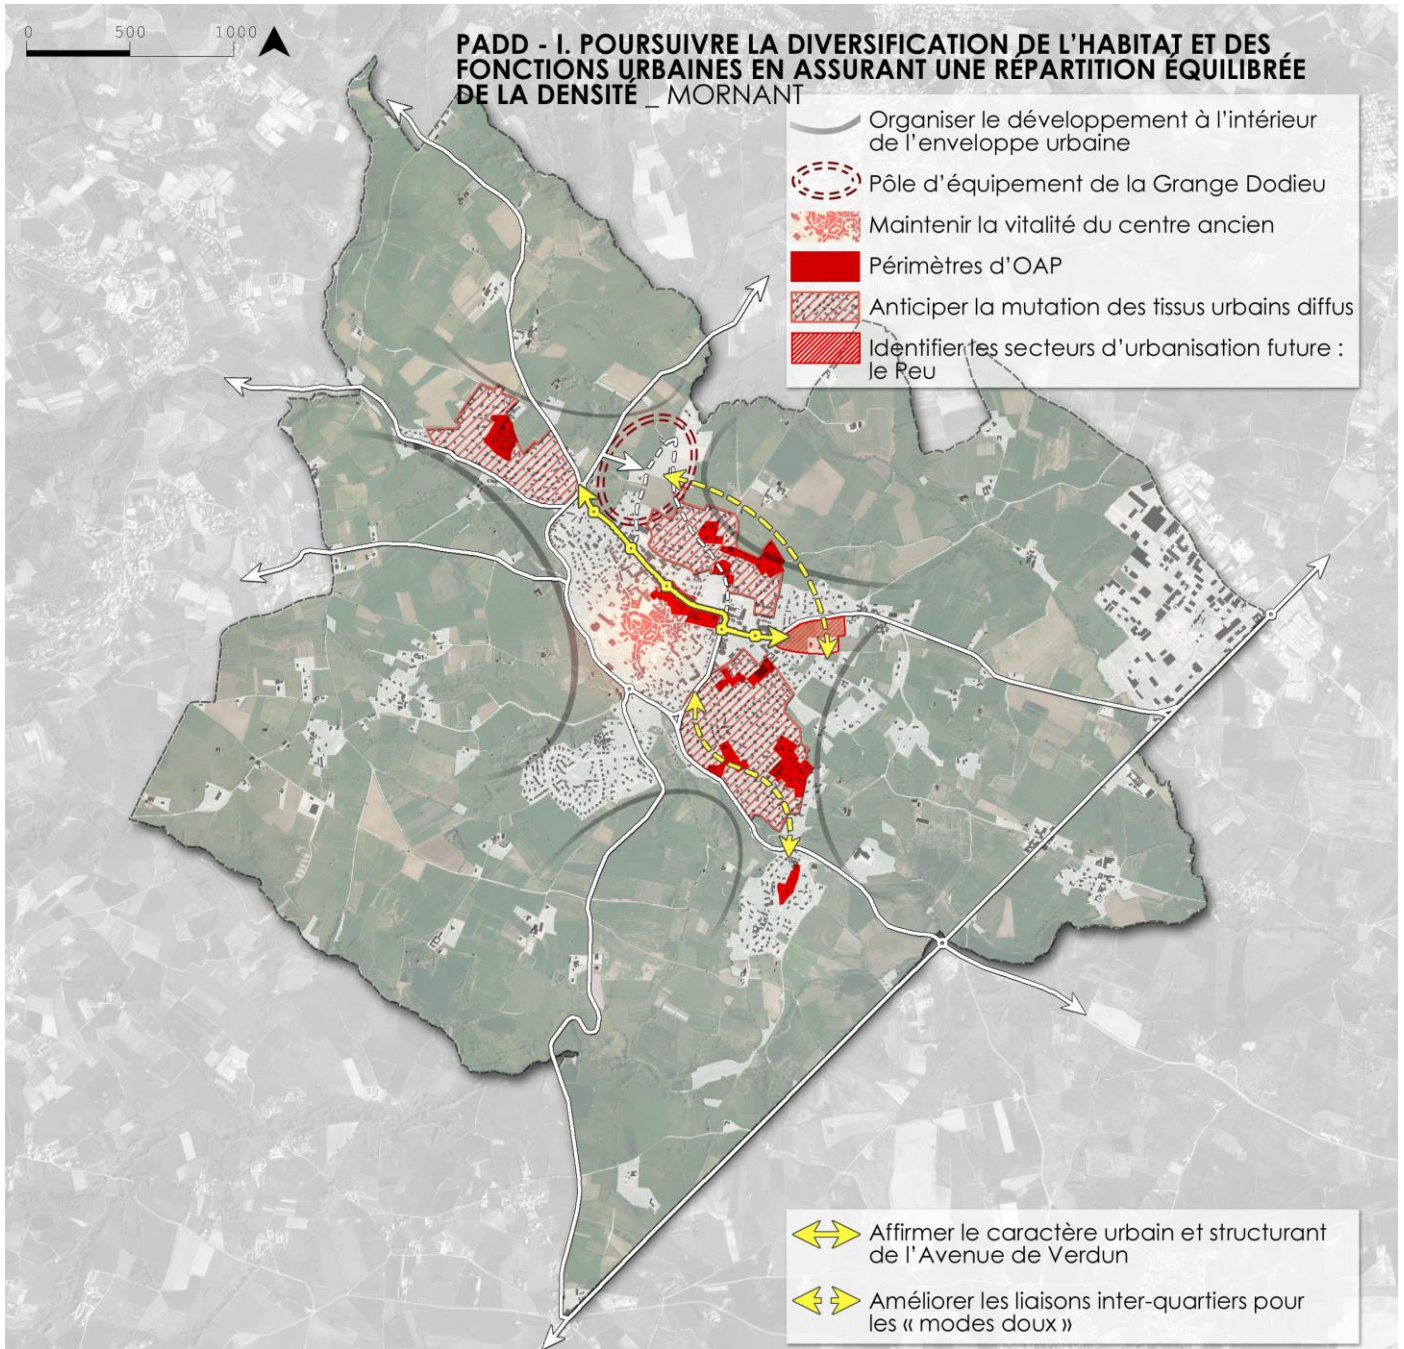 0 500 1000
PADD - I. POURSUIVRE LA DIVERSIFICATION DE L'HABITAT ET DES
FONCTIONS URBAINES EN ASSURANT UNE RÉPARTITION ÉQUILIBRÉE
DE LA DENSITÉ _ MORNANT
Organiser le développement à l'intérieur
de l'enveloppe urbaine
Pôle d'équipement de la Grange Dodieu
Maintenir la vitalité du centre ancien
Périmètres d'OAP
Anticiper la mutation des tissus urbains diffus
Identifier les secteurs d'urbanisation future :
le Peu
Affirmer le caractère urbain et structurant
de l'Avenue de Verdun
Améliorer les liaisons inter-quartiers pour
les « modes doux »